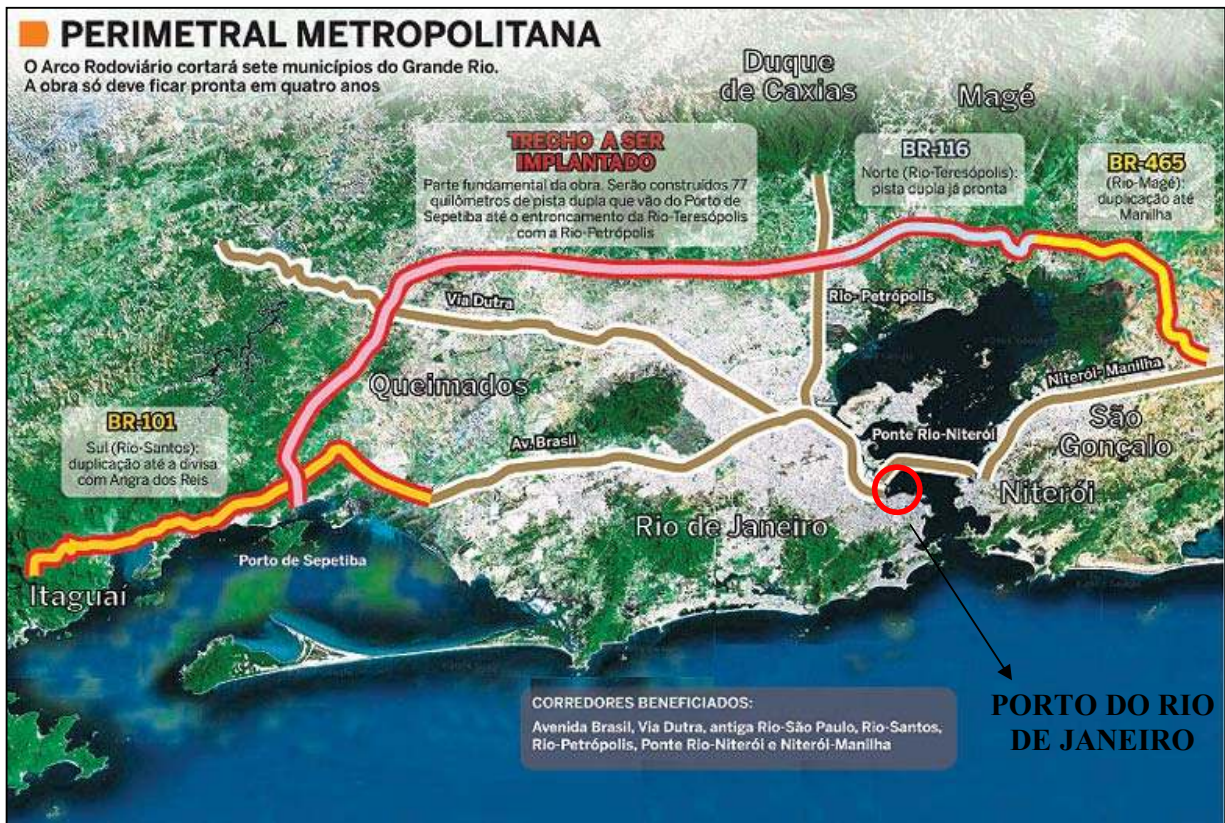 PERIMETRAL METROPOLITANA
O Arco Rodoviário cortará sete municípios do Grande Rio.
A obra só deve ficar pronta em quatro anos
Duque
de Caxias
Magé
TRECHO A SER
IMPLANTADO
Parte fundamental da obra. Serão construídos 77
quilômetros de pista dupla que vão do Porto de
Sepetiba até o entroncamento da Rio-Teresópolis
com a Rio-Petrópolis
BR-116
Norte (Rio-Teresópolis):
pista dupla já pronta
BR-465
(Rio-Magé):
duplicação até
Manilha
Via Dutra
Rio- Petrópolis
Queimados
Niterói- Manilha
BR-101
Sul (Rio-Santos):
duplicação até a divisa
com Angra dos Reis
Av. Brasil
Ponte Rio-Niterói
São
Gonçalo
Niterói
Rio de Janeiro
Porto de Sepetiba
Itaguaí
CORREDORES BENEFICIADOS:
Avenida Brasil, Via Dutra, antiga Rio-São Paulo, Rio-Santos,
Rio-Petrópolis, Ponte Rio-Niterói e Niterói-Manilha
PORTO DO RIO
DE JANEIRO